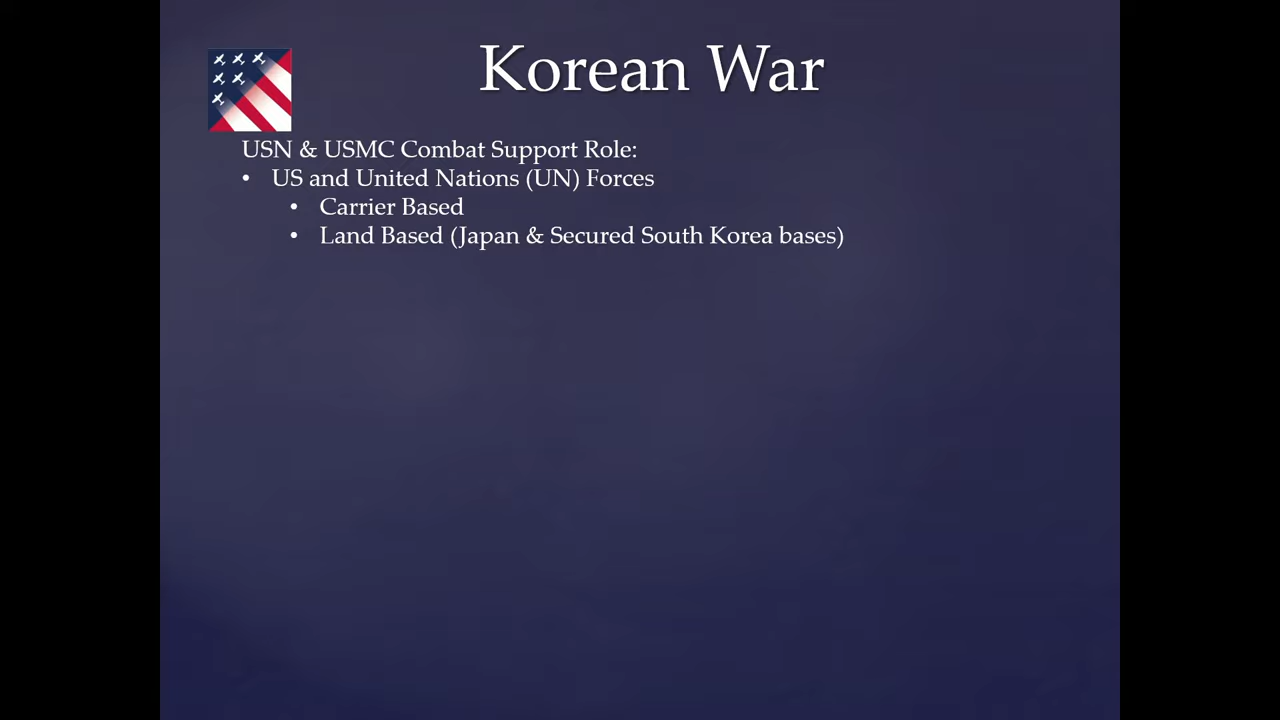 Korean War
USN & USMC Combat Support Role:
• US and United Nations (UN) Forces
• Carrier Based
• Land Based (Japan & Secured South Korea bases)